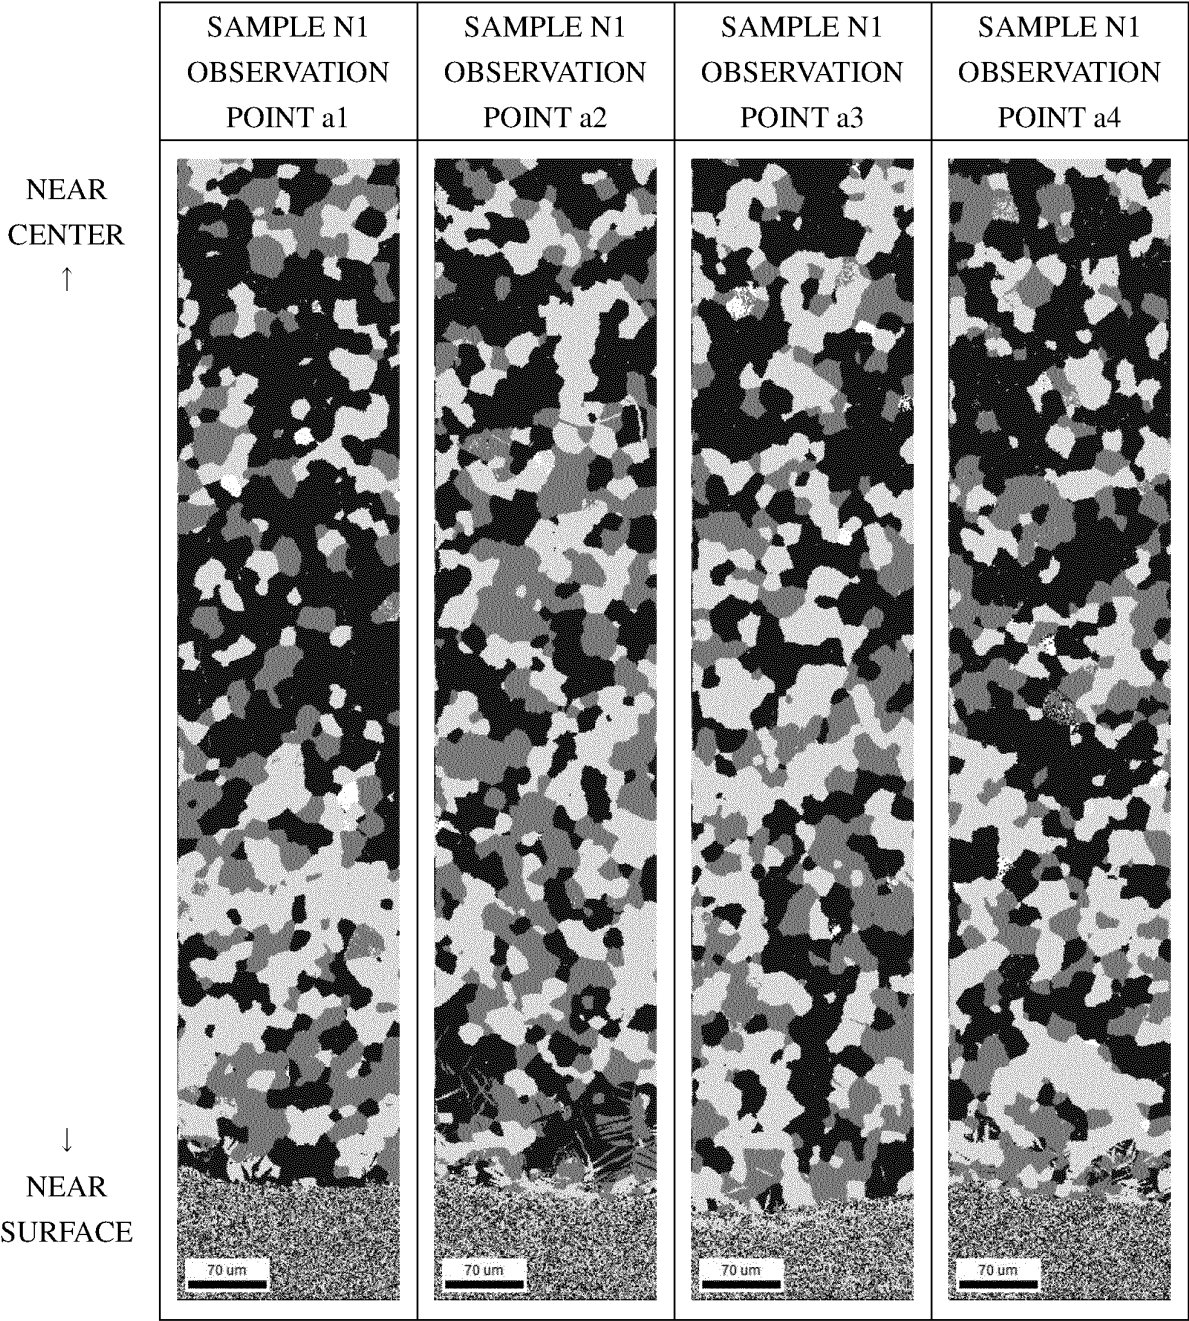 SAMPLE N1
OBSERVATION
POINT a1
SAMPLE N1
OBSERVATION
POINT a2
SAMPLE N1
OBSERVATION
POINT a3
SAMPLE N1
OBSERVATION
POINT a4
NEAR
CENTER
↑
↓
NEAR
SURFACE
70 um
70 um
70 um
70 um